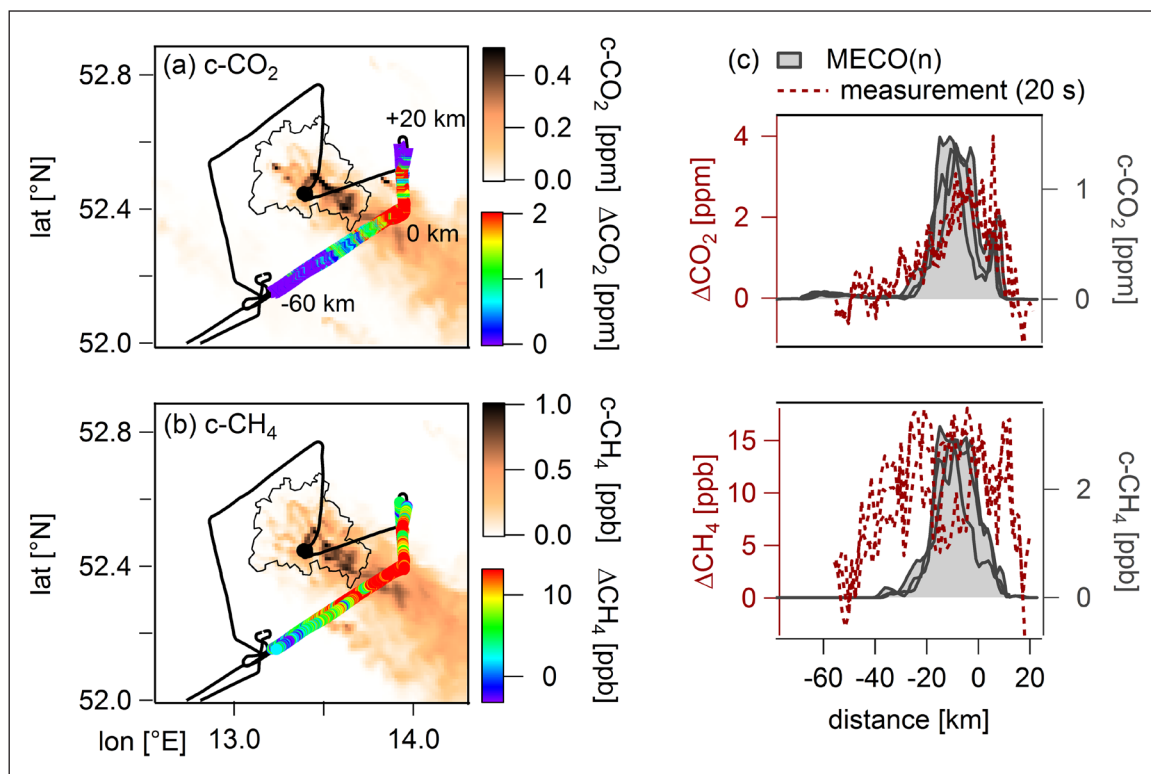 (a) c-CO₂
52.8
52.4
52.0
lat [°N]
+20 km
0 km
-60 km
0.4
0.2
0.0
c-CO₂ [ppm]
2
1
0
ΔCO₂ [ppm]
(b) c-CH₄
52.8
52.4
52.0
lat [°N]
1.0
0.5
0.0
c-CH₄ [ppb]
10
0
ΔCH₄ [ppb]
lon [°E]
13.0
14.0
(c)
MECO(n)
measurement (20 s)
4
2
0
ΔCO₂ [ppm]
1
0
c-CO₂ [ppm]
15
10
5
0
ΔCH₄ [ppb]
2
0
c-CH₄ [ppb]
-60
-40
-20
0
20
distance [km]